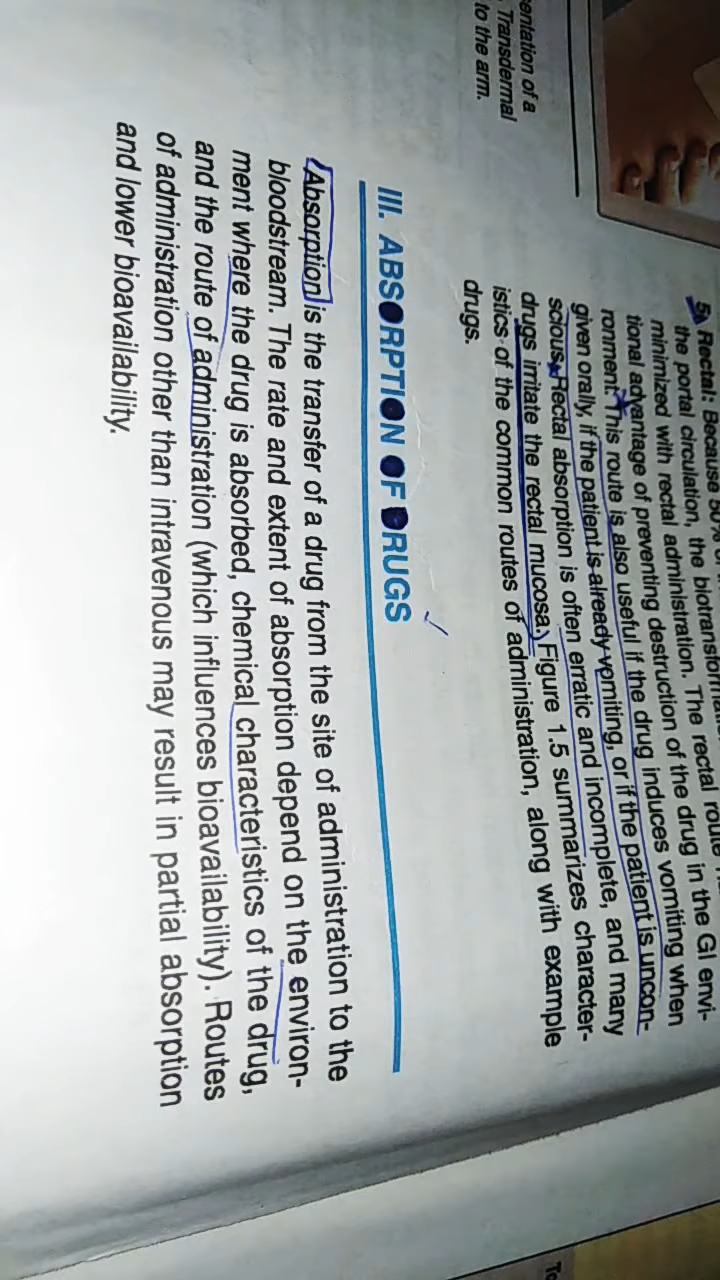 entation of a
Transdermal
to the arm.
5. Rectal: Because 50%
the portal circulation, the
minimized with rectal administration. The rectal route
tional advantage of preventing destruction of the drug in the GI envi-
ronment. This route is also useful if the drug induces vomiting when
given orally, if the patient is already vomiting, or if the patient is uncon-
scious. Rectal absorption is often erratic and incomplete, and many
drugs irritate the rectal mucosa. Figure 1.5 summarizes character-
istics of the common routes of administration, along with example
drugs.
III. ABSORPTION OF DRUGS
Absorption is the transfer of a drug from the site of administration to the
bloodstream. The rate and extent of absorption depend on the environ-
ment where the drug is absorbed, chemical characteristics of the drug,
and the route of administration (which influences bioavailability). Routes
of administration other than intravenous may result in partial absorption
and lower bioavailability.